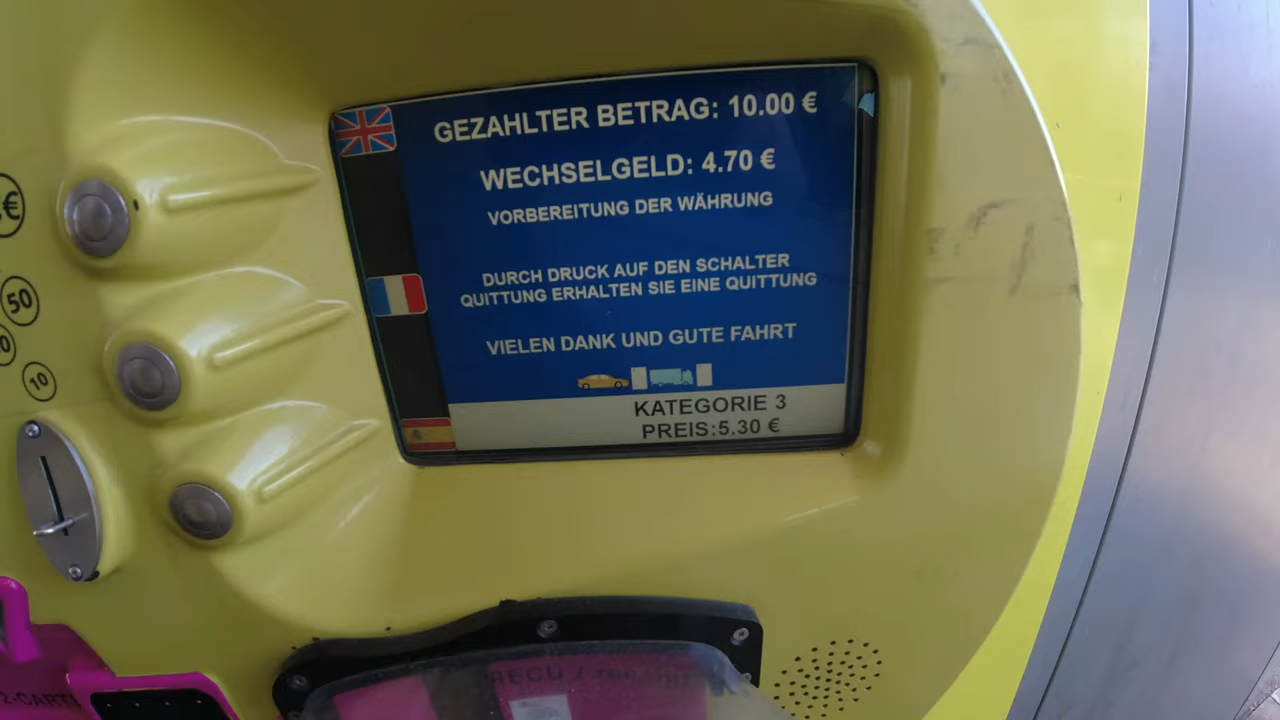 GEZAHLTER BETRAG: 10.00 €
WECHSELGELD: 4.70 €
VORBEREITUNG DER WÄHRUNG
DURCH DRUCK AUF DEN SCHALTER
QUITTUNG ERHALTEN SIE EINE QUITTUNG
VIELEN DANK UND GUTE FAHRT
KATEGORIE 3
PREIS:5.30 €
€
50
10